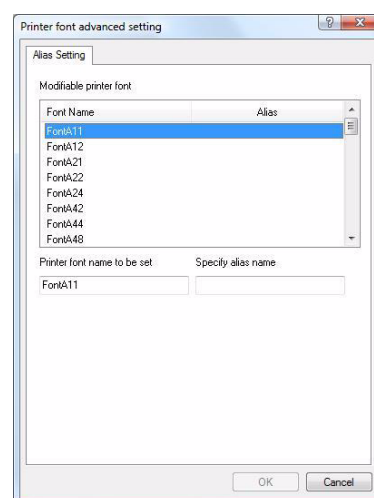 Printer font advanced setting
Alias Setting
Modifiable printer font
Font Name Alias
FontA11
FontA12
FontA21
FontA22
FontA24
FontA42
FontA44
FontA48
Printer font name to be set Specify alias name
FontA11
OK Cancel